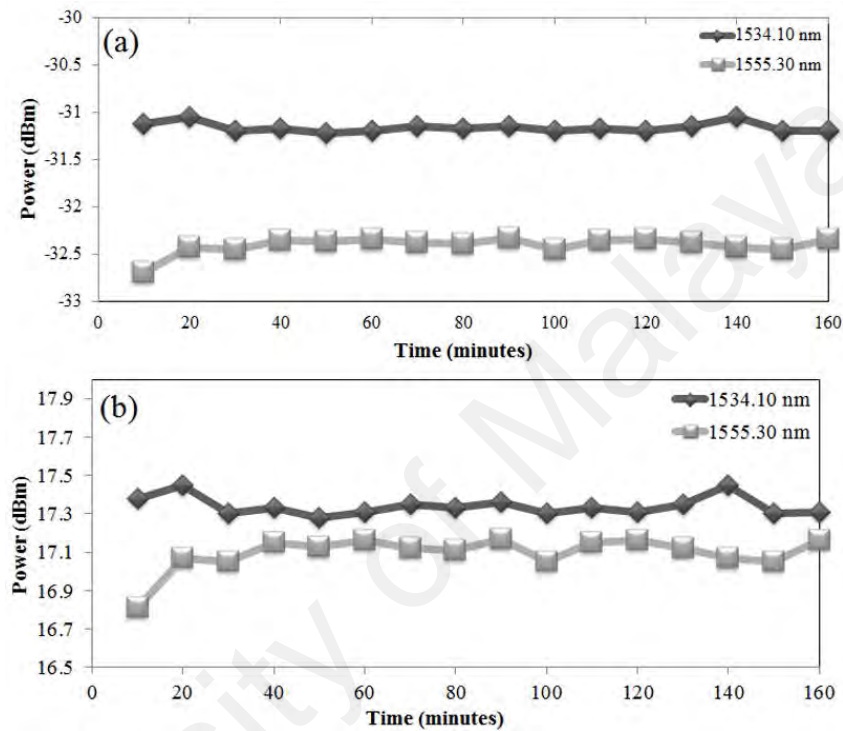 (a)
1534.10 nm
1555.30 nm
-30
-30.5
-31
-31.5
-32
-32.5
-33
Power (dBm)
0 20 40 60 80 100 120 140 160
Time (minutes)
(b)
1534.10 nm
1555.30 nm
17.9
17.7
17.5
17.3
17.1
16.9
16.7
16.5
Power (dBm)
0 20 40 60 80 100 120 140 160
Time (minutes)
sity of Malaya